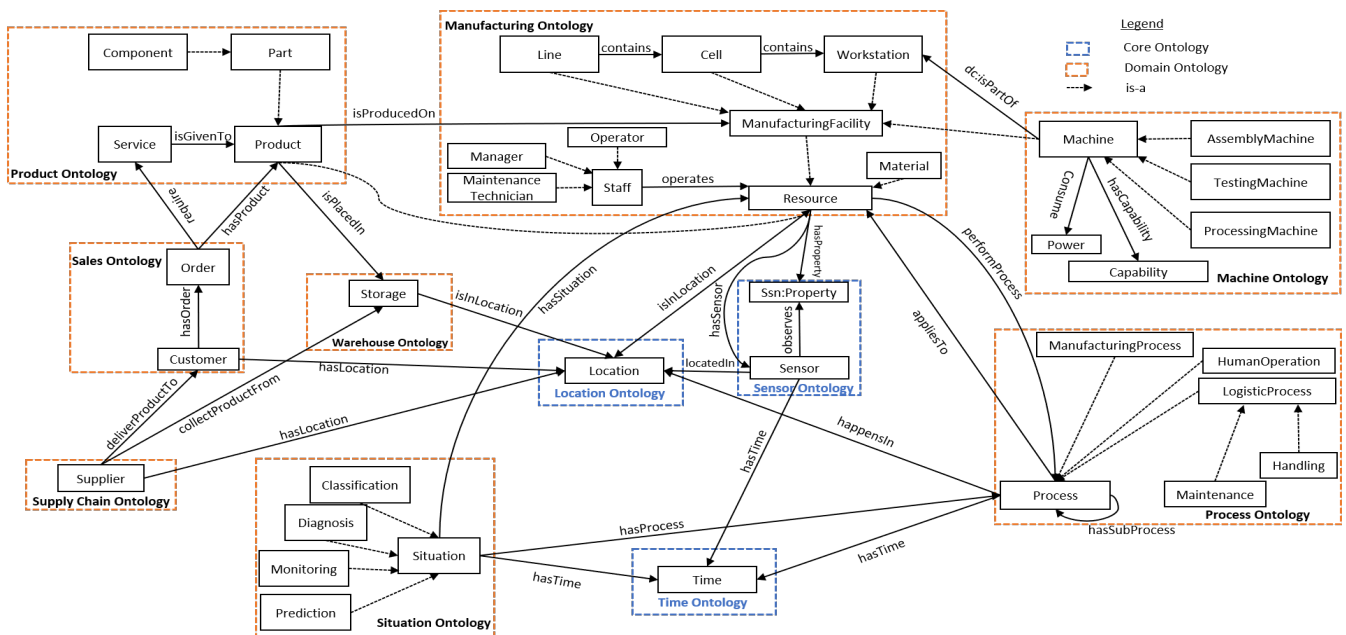 Manufacturing Ontology
Legend
Core Ontology
Domain Ontology
is-a
Component
Part
Line
contains
Cell
contains
Workstation
dc:isPartOf
isProducedOn
ManufacturingFacility
Service
isGivenTo
Product
Product Ontology
Operator
Manager
Maintenance
Technician
Staff
operates
Material
Resource
Machine
AssemblyMachine
TestingMachine
ProcessingMachine
Consume
hasCapability
Power
Capability
Machine Ontology
require
hasProduct
isPlacedIn
Sales Ontology
Order
hasOrder
Customer
Storage
Warehouse Ontology
isInLocation
hasSituation
isInLocation
hasProperty
hasSensor
performProcess
appliesTo
Ssn:Property
observes
Sensor
Sensor Ontology
locatedIn
Location
Location Ontology
hasLocation
deliverProductTo
collectProductFrom
hasLocation
Supplier
Supply Chain Ontology
ManufacturingProcess
HumanOperation
LogisticProcess
Handling
Maintenance
Process
Process Ontology
hasSubProcess
happensIn
hasTime
Classification
Diagnosis
Monitoring
Prediction
Situation
Situation Ontology
hasProcess
hasTime
hasTime
Time
Time Ontology